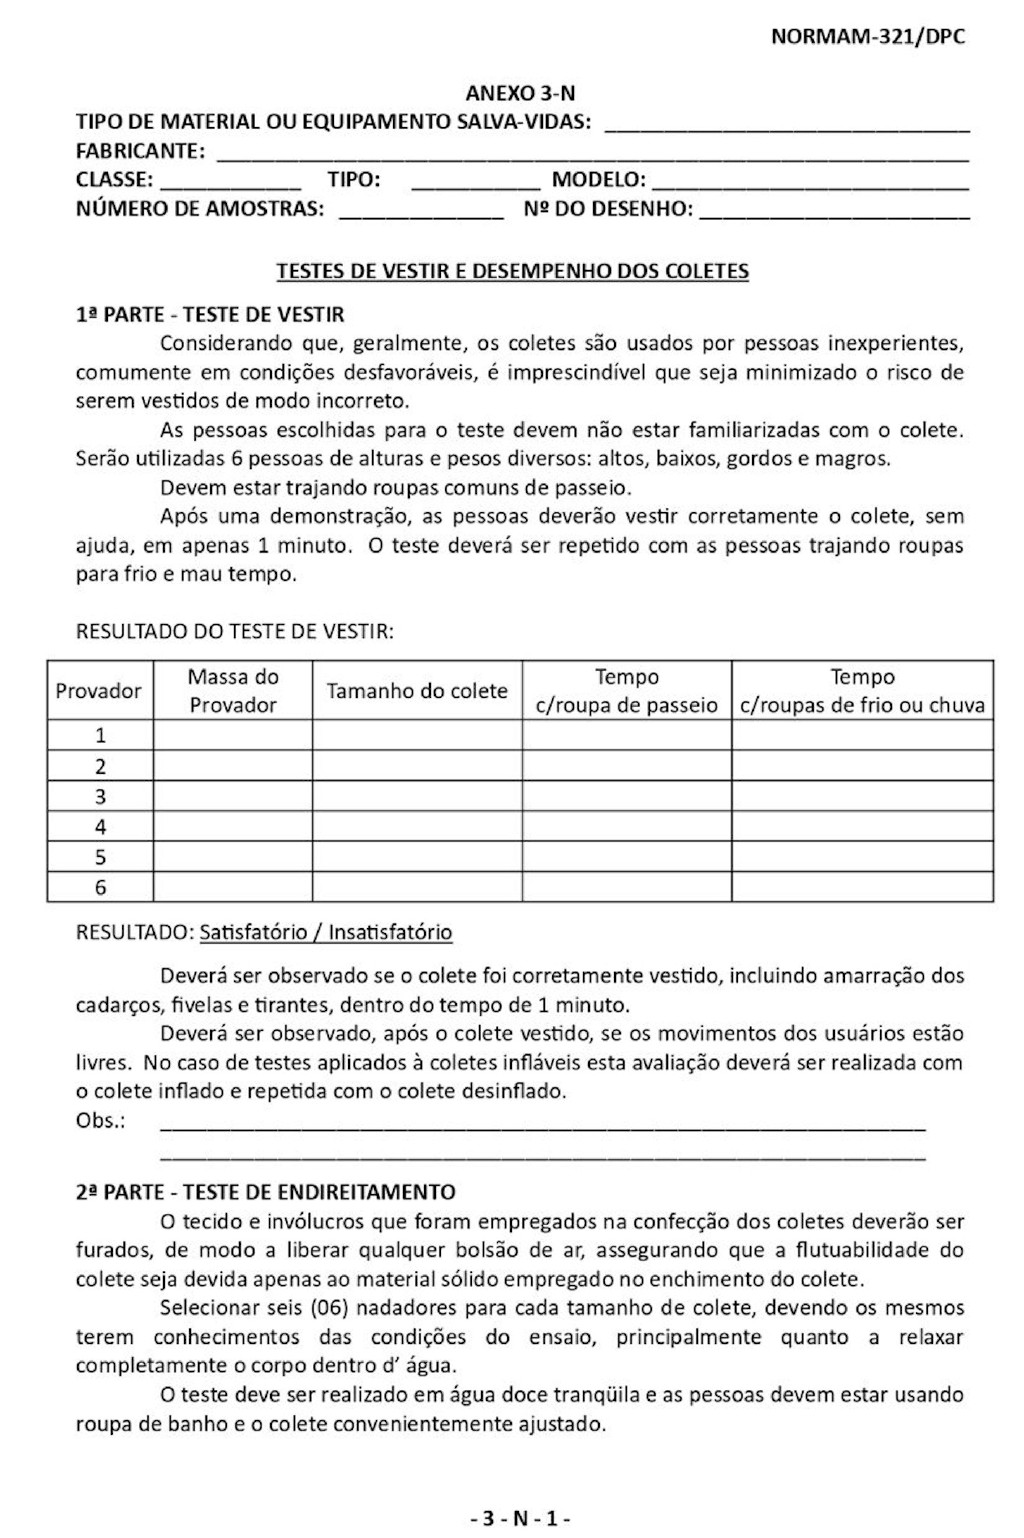 NORMAM-321/DPC
ANEXO 3-N
TIPO DE MATERIAL OU EQUIPAMENTO SALVA-VIDAS: ________________________________
FABRICANTE: ________________________________
CLASSE: ____________ TIPO: ___________ MODELO: ___________________________
NÚMERO DE AMOSTRAS: ______________ Nº DO DESENHO: _______________________
TESTES DE VESTIR E DESEMPENHO DOS COLETES
1ª PARTE - TESTE DE VESTIR
Considerando que, geralmente, os coletes são usados por pessoas inexperientes,
comumente em condições desfavoráveis, é imprescindível que seja minimizado o risco de
serem vestidos de modo incorreto.
As pessoas escolhidas para o teste devem não estar familiarizadas com o colete.
Serão utilizadas 6 pessoas de alturas e pesos diversos: altos, baixos, gordos e magros.
Devem estar trajando roupas comuns de passeio.
Após uma demonstração, as pessoas deverão vestir corretamente o colete, sem
ajuda, em apenas 1 minuto. O teste deverá ser repetido com as pessoas trajando roupas
para frio e mau tempo.
RESULTADO DO TESTE DE VESTIR:
Provador Massa do Provador Tamanho do colete Tempo c/roupa de passeio Tempo c/roupas de frio ou chuva
1
2
3
4
5
6
RESULTADO: Satisfatório / Insatisfatório
Deverá ser observado se o colete foi corretamente vestido, incluindo amarração dos
cadarços, fivelas e tirantes, dentro do tempo de 1 minuto.
Deverá ser observado, após o colete vestido, se os movimentos dos usuários estão
livres. No caso de testes aplicados à coletes infláveis esta avaliação deverá ser realizada com
o colete inflado e repetida com o colete desinflado.
Obs.: ________________________________
________________________________
2ª PARTE - TESTE DE ENDIREITAMENTO
O tecido e invólucros que foram empregados na confecção dos coletes deverão ser
furados, de modo a liberar qualquer bolsão de ar, assegurando que a flutuabilidade do
colete seja devida apenas ao material sólido empregado no enchimento do colete.
Selecionar seis (06) nadadores para cada tamanho de colete, devendo os mesmos
terem conhecimentos das condições do ensaio, principalmente quanto a relaxar
completamente o corpo dentro d’ água.
O teste deve ser realizado em água doce tranqüila e as pessoas devem estar usando
roupa de banho e o colete convenientemente ajustado.
- 3 - N - 1 -